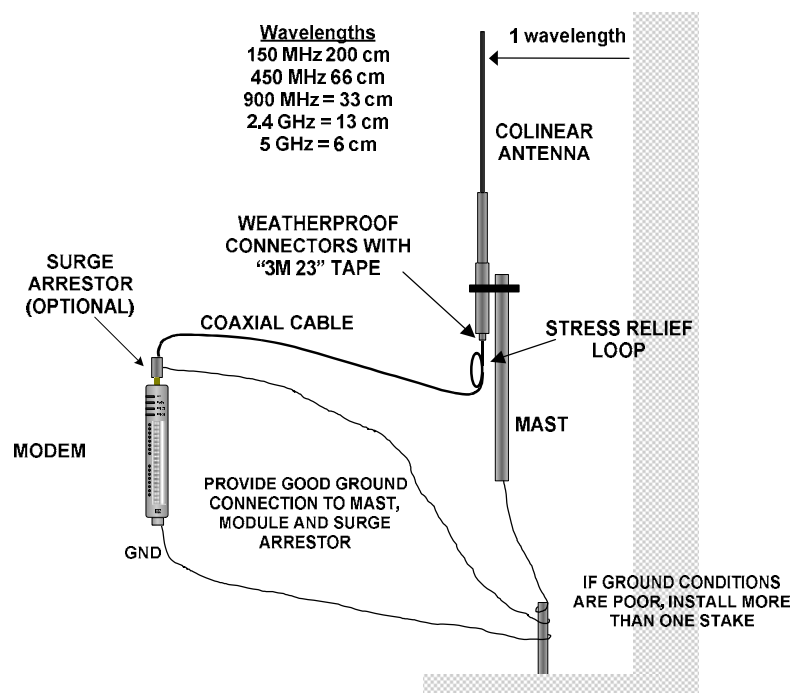 Wavelengths
150 MHz 200 cm
450 MHz 66 cm
900 MHz = 33 cm
2.4 GHz = 13 cm
5 GHz = 6 cm
1 wavelength
COLINEAR
ANTENNA
WEATHERPROOF
CONNECTORS WITH
“3M 23” TAPE
SURGE
ARRESTOR
(OPTIONAL)
COAXIAL CABLE
STRESS RELIEF
LOOP
MAST
MODEM
PROVIDE GOOD GROUND
CONNECTION TO MAST,
MODULE AND SURGE
ARRESTOR
GND
IF GROUND CONDITIONS
ARE POOR, INSTALL MORE
THAN ONE STAKE